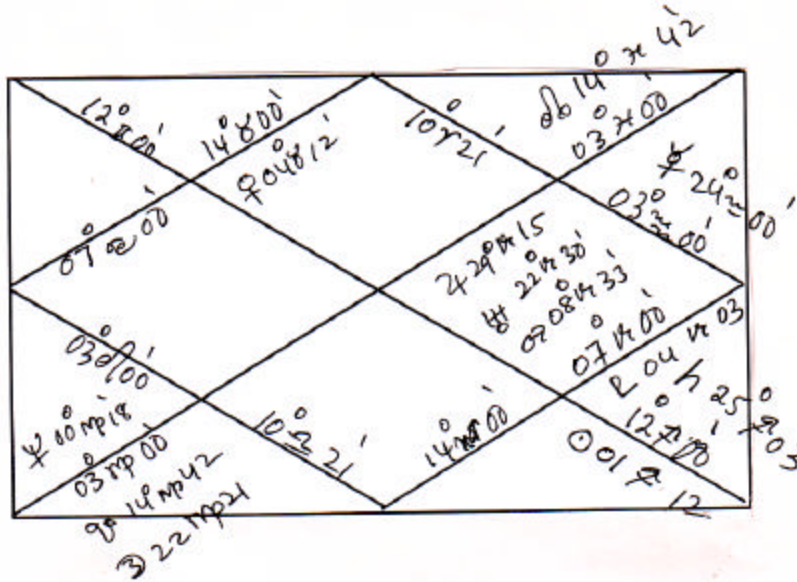 12° ♊ 00'
14° ♉ 00'
♀ 04° ♉ 12'
10° ♈ 21'
☊ 14° ♓ 42'
03° ♓ 00'
24° ♒ 00'
03° ♒ 00'
07° ♋ 00'
♃ 29° ♑ 15
22° ♑ 30'
08° ♑ 33'
07° ♑ 00'
04 ♑ 03
♄ 25° ♐ 03
12° ♐ 00'
☉ 01 ♐ 12
03° ♌ 00'
00° ♍ 18
03° ♍ 00'
☋ 14° ♍ 42
☽ 22 ♍ 21
10° ♎ 21'
14° ♏ 00'